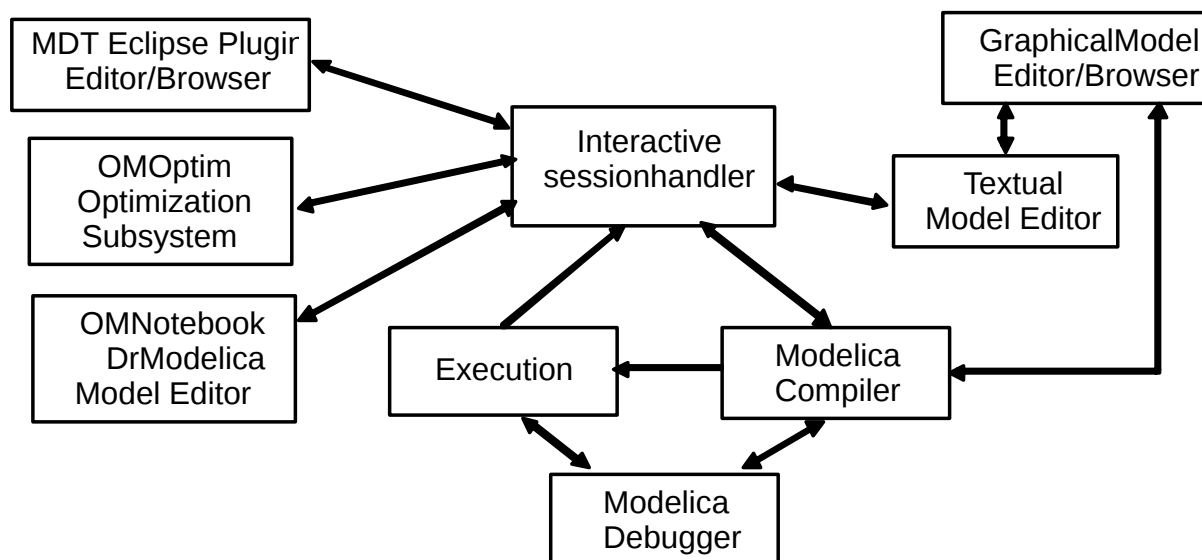 MDT Eclipse Plugin
Editor/Browser
GraphicalModel
Editor/Browser
Interactive
sessionhandler
OMOptim
Optimization
Subsystem
Textual
Model Editor
OMNotebook
DrModelica
Model Editor
Execution
Modelica
Compiler
Modelica
Debugger